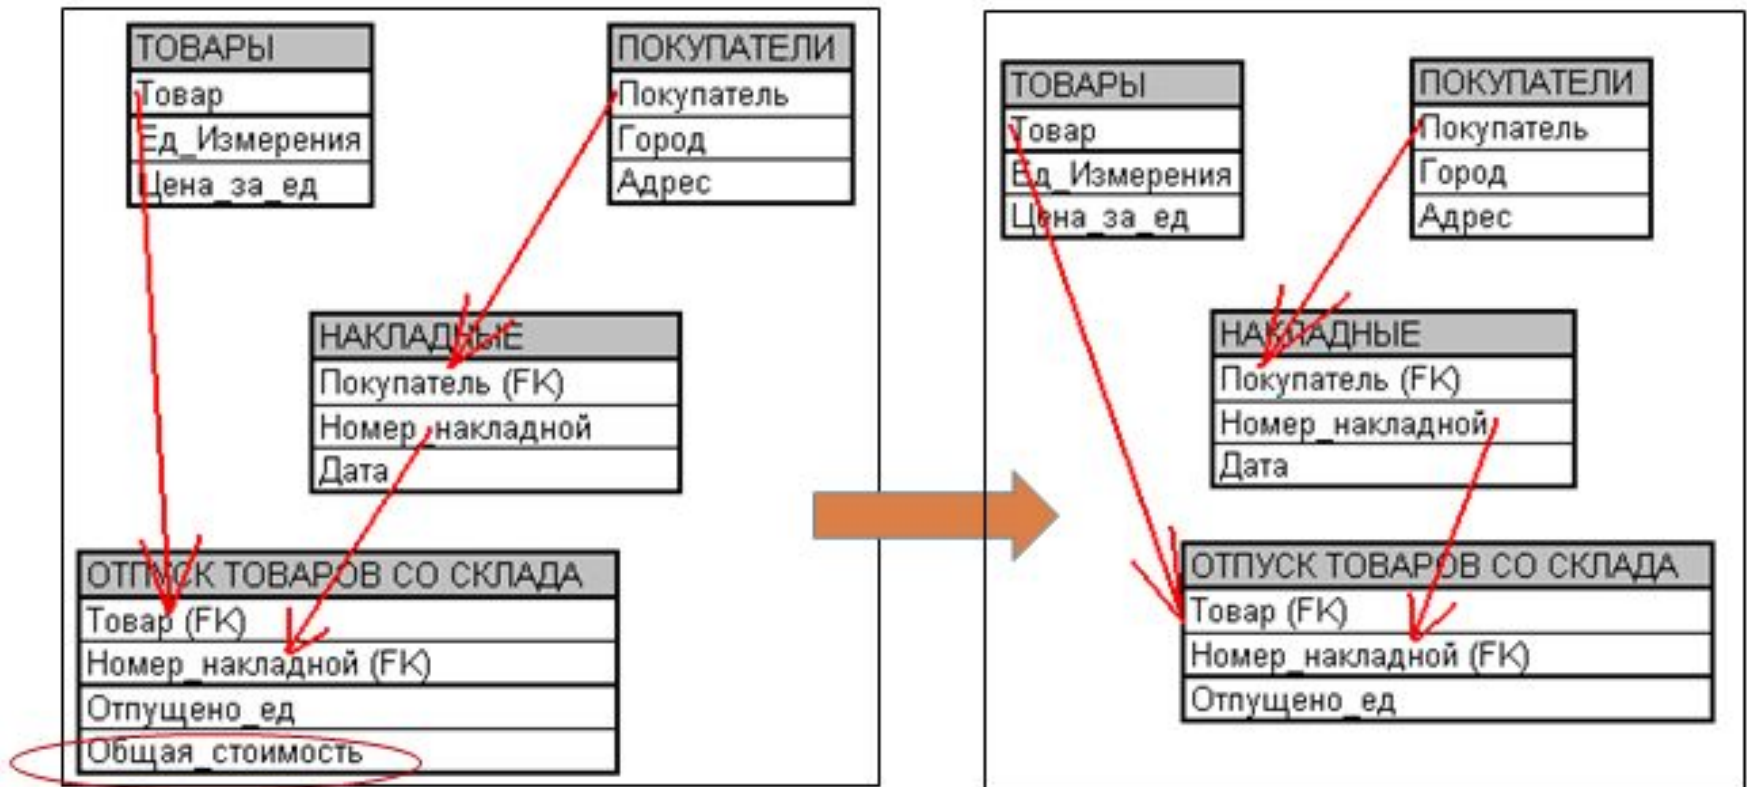 ТОВАРЫ
Товар
Ед_Измерения
Цена_за_ед
ПОКУПАТЕЛИ
Покупатель
Город
Адрес
НАКЛАДНЫЕ
Покупатель (FK)
Номер_накладной
Дата
ОТПУСК ТОВАРОВ СО СКЛАДА
Товар (FK)
Номер_накладной (FK)
Отпущено_ед
Общая_стоимость
ТОВАРЫ
Товар
Ед_Измерения
Цена_за_ед
ПОКУПАТЕЛИ
Покупатель
Город
Адрес
НАКЛАДНЫЕ
Покупатель (FK)
Номер_накладной
Дата
ОТПУСК ТОВАРОВ СО СКЛАДА
Товар (FK)
Номер_накладной (FK)
Отпущено_ед